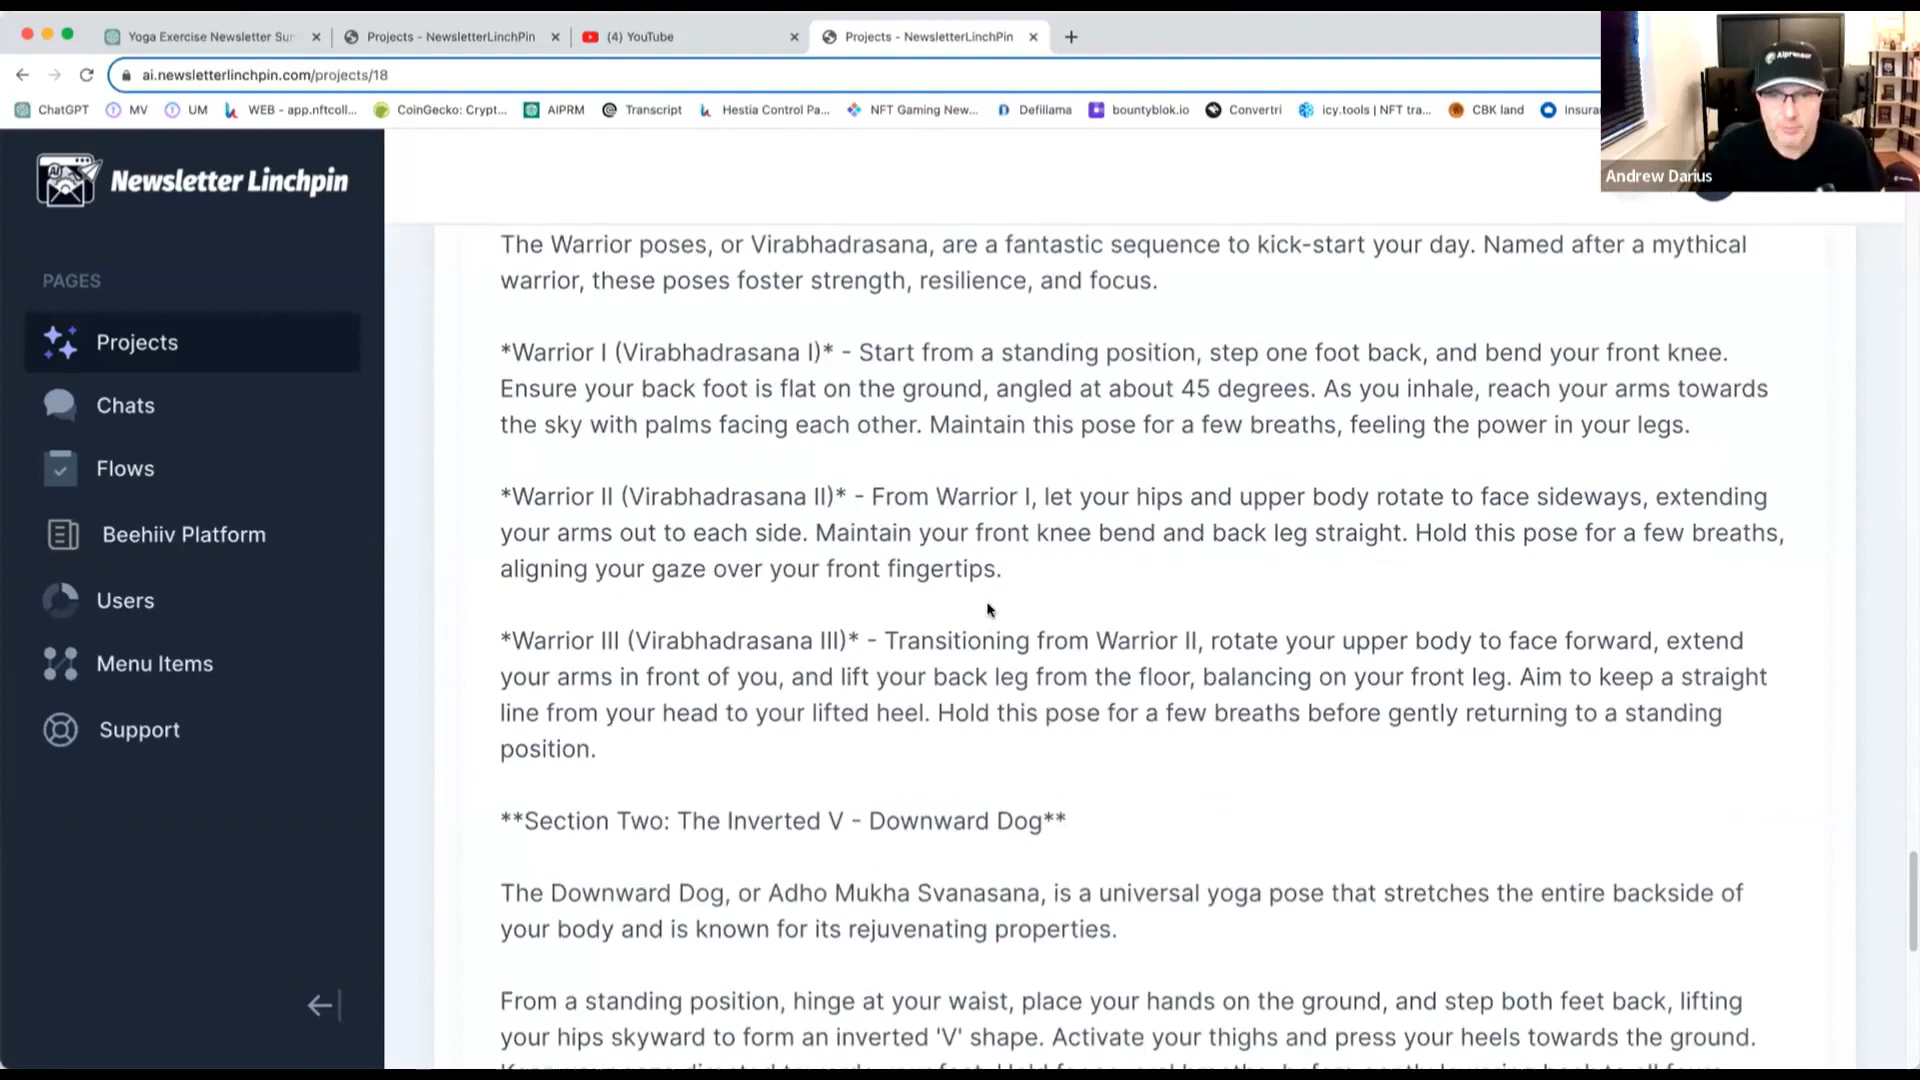 Yoga Exercise Newsletter Sur
Projects - NewsletterLinchPin
(4) YouTube
Projects - NewsletterLinchPin
ai.newsletterlinchpin.com/projects/18
ChatGPT
MV
UM
WEB - app.nftcoll...
CoinGecko: Crypt...
AIPRM
Transcript
Hestia Control Pa...
NFT Gaming New...
Defillama
bountyblok.io
Convertri
icy.tools | NFT tra...
CBK land
Insura
Andrew Darius
Newsletter Linchpin
PAGES
Projects
Chats
Flows
Beehiiv Platform
Users
Menu Items
Support
The Warrior poses, or Virabhadrasana, are a fantastic sequence to kick-start your day. Named after a mythical
warrior, these poses foster strength, resilience, and focus.
*Warrior I (Virabhadrasana I)* - Start from a standing position, step one foot back, and bend your front knee.
Ensure your back foot is flat on the ground, angled at about 45 degrees. As you inhale, reach your arms towards
the sky with palms facing each other. Maintain this pose for a few breaths, feeling the power in your legs.
*Warrior II (Virabhadrasana II)* - From Warrior I, let your hips and upper body rotate to face sideways, extending
your arms out to each side. Maintain your front knee bend and back leg straight. Hold this pose for a few breaths,
aligning your gaze over your front fingertips.
*Warrior III (Virabhadrasana III)* - Transitioning from Warrior II, rotate your upper body to face forward, extend
your arms in front of you, and lift your back leg from the floor, balancing on your front leg. Aim to keep a straight
line from your head to your lifted heel. Hold this pose for a few breaths before gently returning to a standing
position.
**Section Two: The Inverted V - Downward Dog**
The Downward Dog, or Adho Mukha Svanasana, is a universal yoga pose that stretches the entire backside of
your body and is known for its rejuvenating properties.
From a standing position, hinge at your waist, place your hands on the ground, and step both feet back, lifting
your hips skyward to form an inverted 'V' shape. Activate your thighs and press your heels towards the ground.